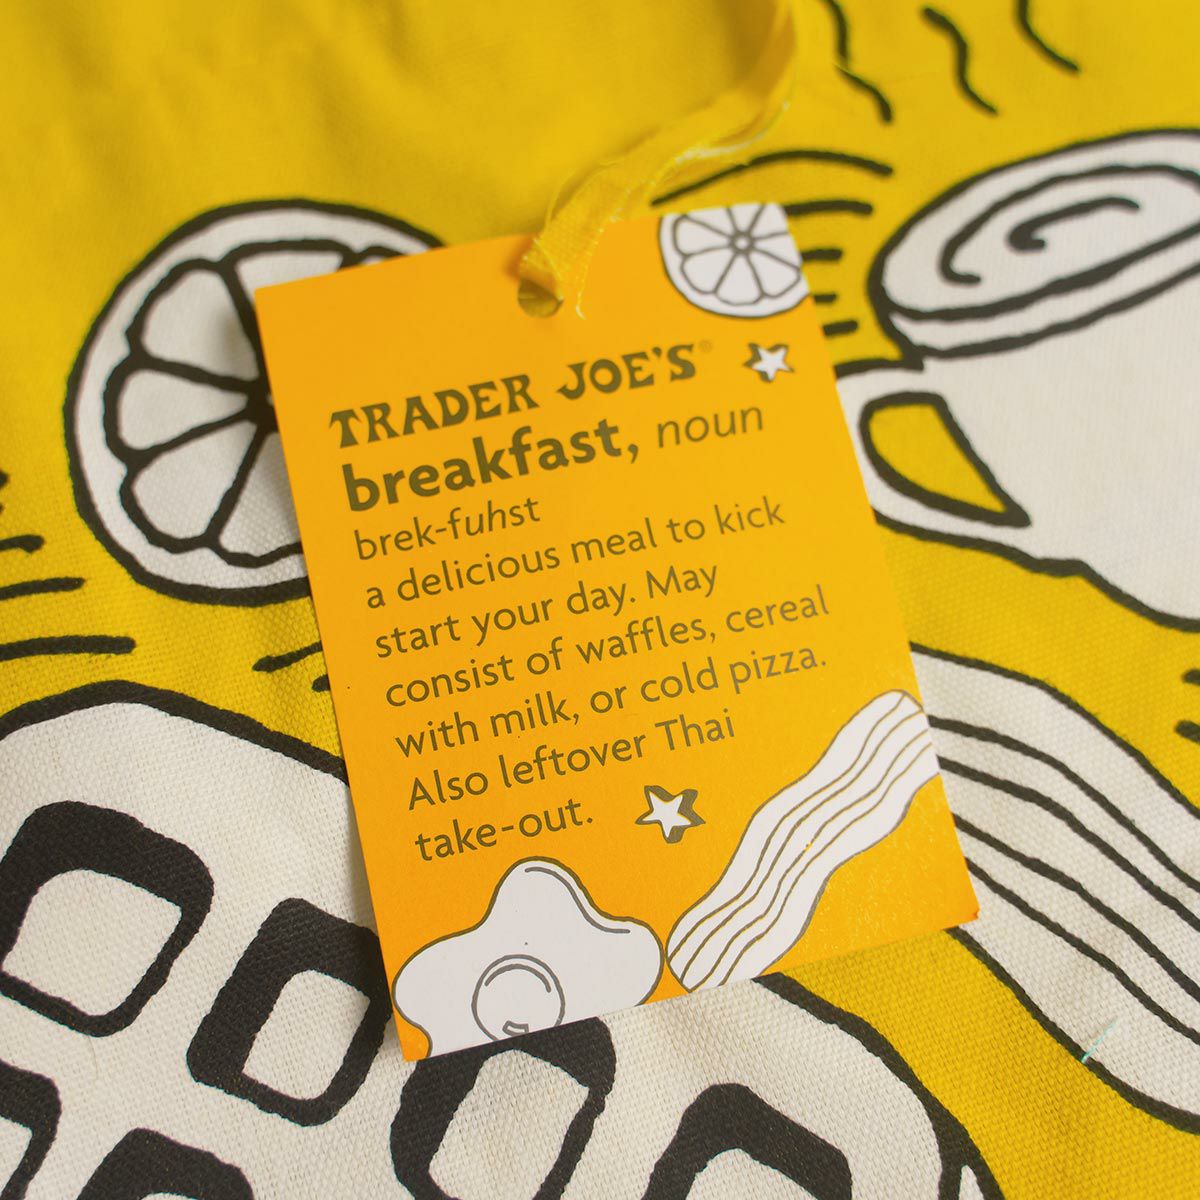 TRADER JOE'S®
breakfast, noun
brek-fuhst
a delicious meal to kick
start your day. May
consist of waffles, cereal
with milk, or cold pizza.
Also leftover Thai
take-out.